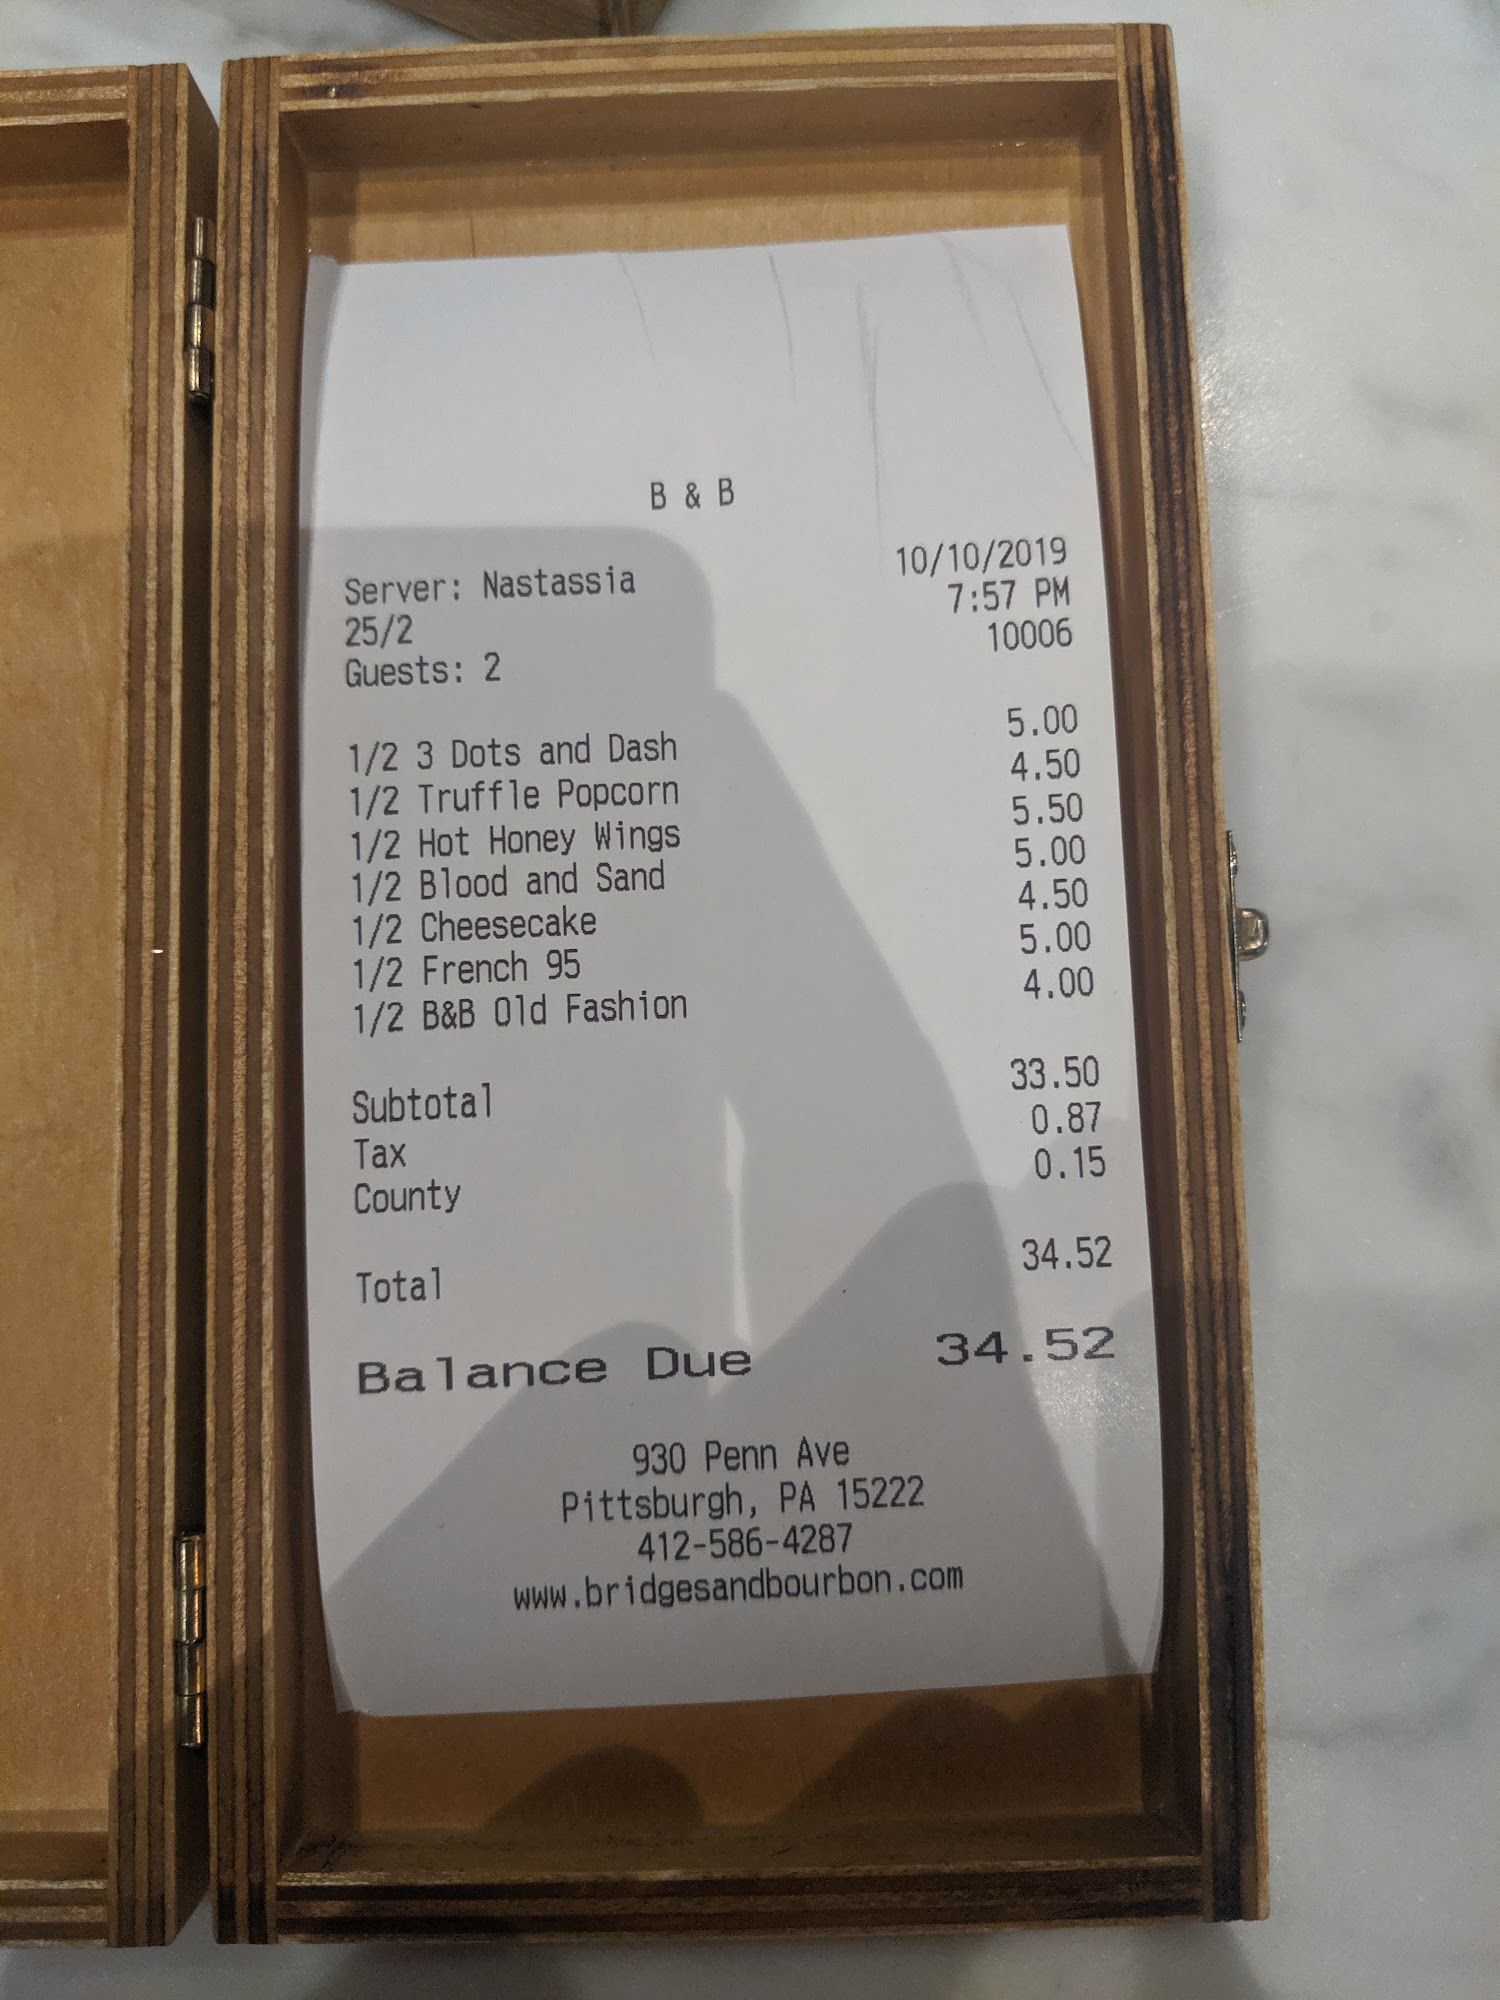 B & B
Server: Nastassia 10/10/2019
25/2 7:57 PM
Guests: 2 10006
1/2 3 Dots and Dash 5.00
1/2 Truffle Popcorn 4.50
1/2 Hot Honey Wings 5.50
1/2 Blood and Sand 5.00
1/2 Cheesecake 4.50
1/2 French 95 5.00
1/2 B&B Old Fashion 4.00
Subtotal 33.50
Tax 0.87
County 0.15
Total 34.52
Balance Due 34.52
930 Penn Ave
Pittsburgh, PA 15222
412-586-4287
www.bridgesandbourbon.com